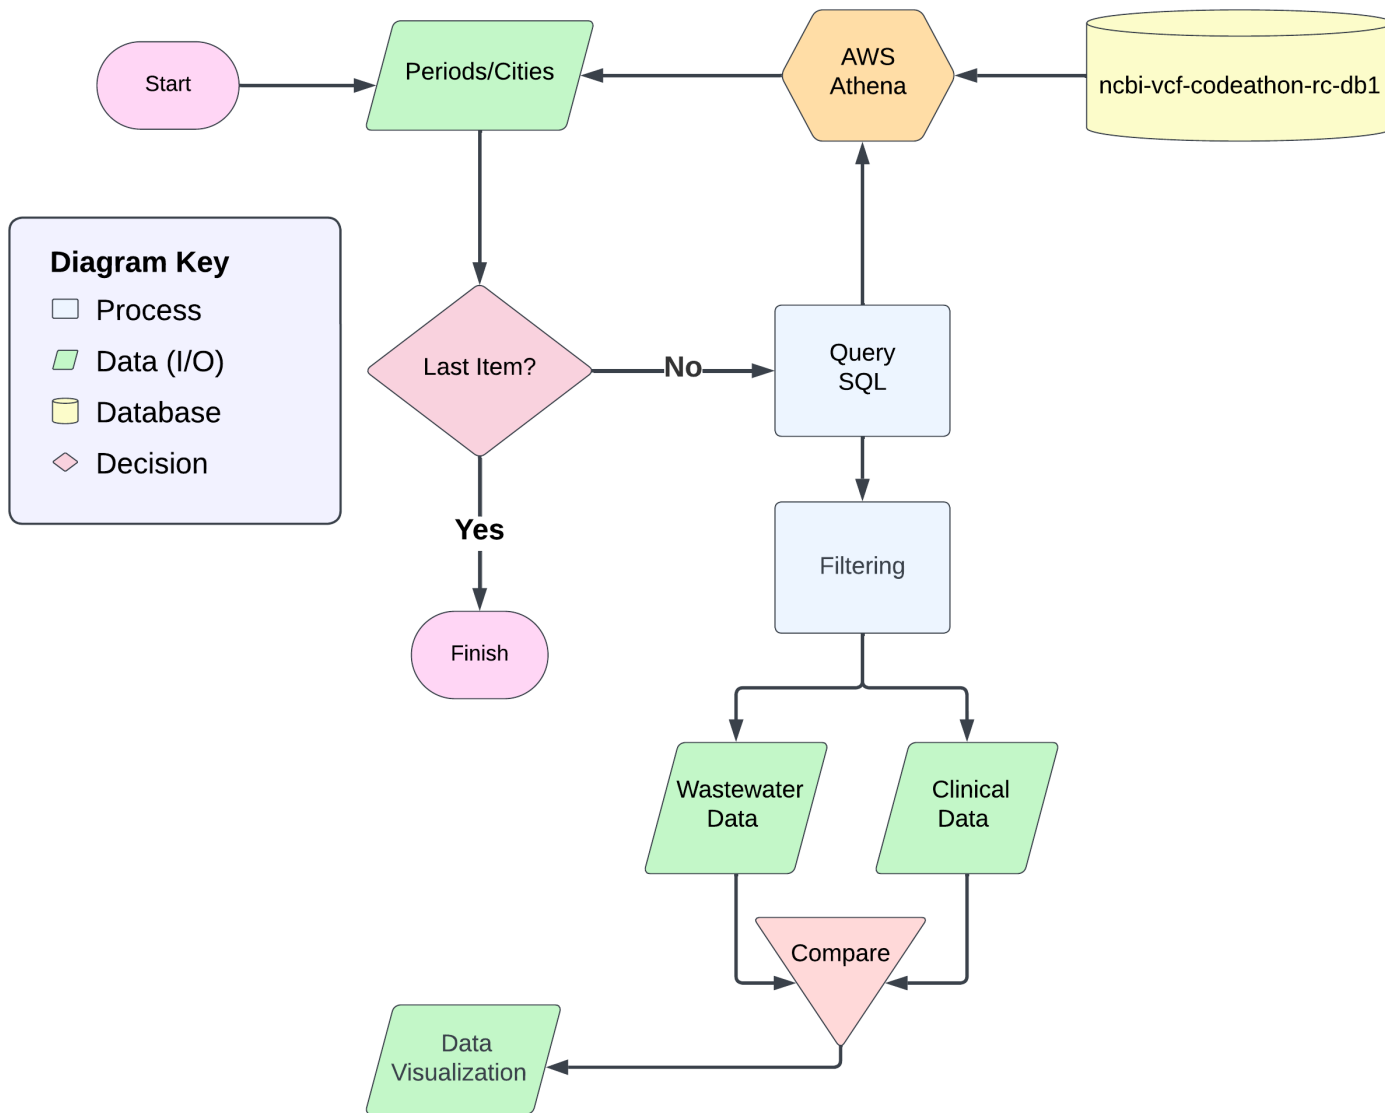 Start
Periods/Cities
AWS
Athena
ncbi-vcf-codeathon-rc-db1
Diagram Key
Process
Data (I/O)
Database
Decision
Last Item?
No
Query
SQL
Yes
Filtering
Finish
Wastewater
Data
Clinical
Data
Compare
Data
Visualization